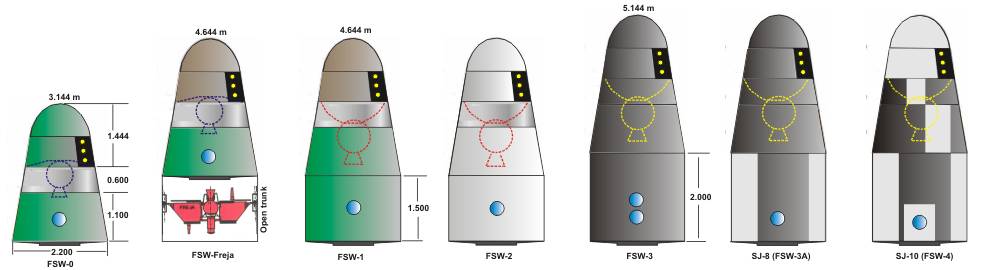 3.144 m
1.444
0.600
1.100
2.200
FSW-0
4.644 m
FREJA
Open trunk
FSW-Freja
4.644 m
1.500
FSW-1
FSW-2
5.144 m
2.000
FSW-3
SJ-8 (FSW-3A)
SJ-10 (FSW-4)